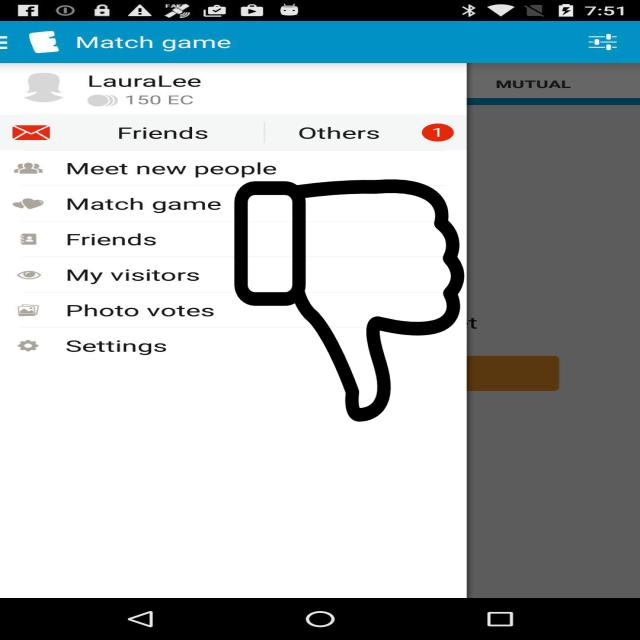 7:51
Match game
LauraLee
150 EC
MUTUAL
Friends
Others
1
Meet new people
Match game
Friends
My visitors
Photo votes
Settings
t